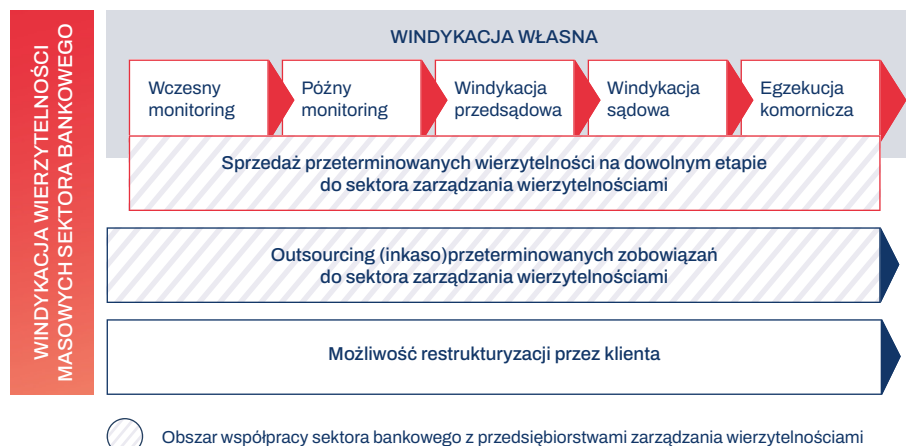 WINDYKACJA WIERZYTELNOŚCI
MASOWYCH SEKTORA BANKOWEGO
WINDYKACJA WŁASNA
Wczesny
monitoring
Późny
monitoring
Windykacja
przedsądowa
Windykacja
sądowa
Egzekucja
komornicza
Sprzedaż przeterminowanych wierzytelności na dowolnym etapie
do sektora zarządzania wierzytelnościami
Outsourcing (inkaso)przeterminowanych zobowiązań
do sektora zarządzania wierzytelnościami
Możliwość restrukturyzacji przez klienta
Obszar współpracy sektora bankowego z przedsiębiorstwami zarządzania wierzytelnościami